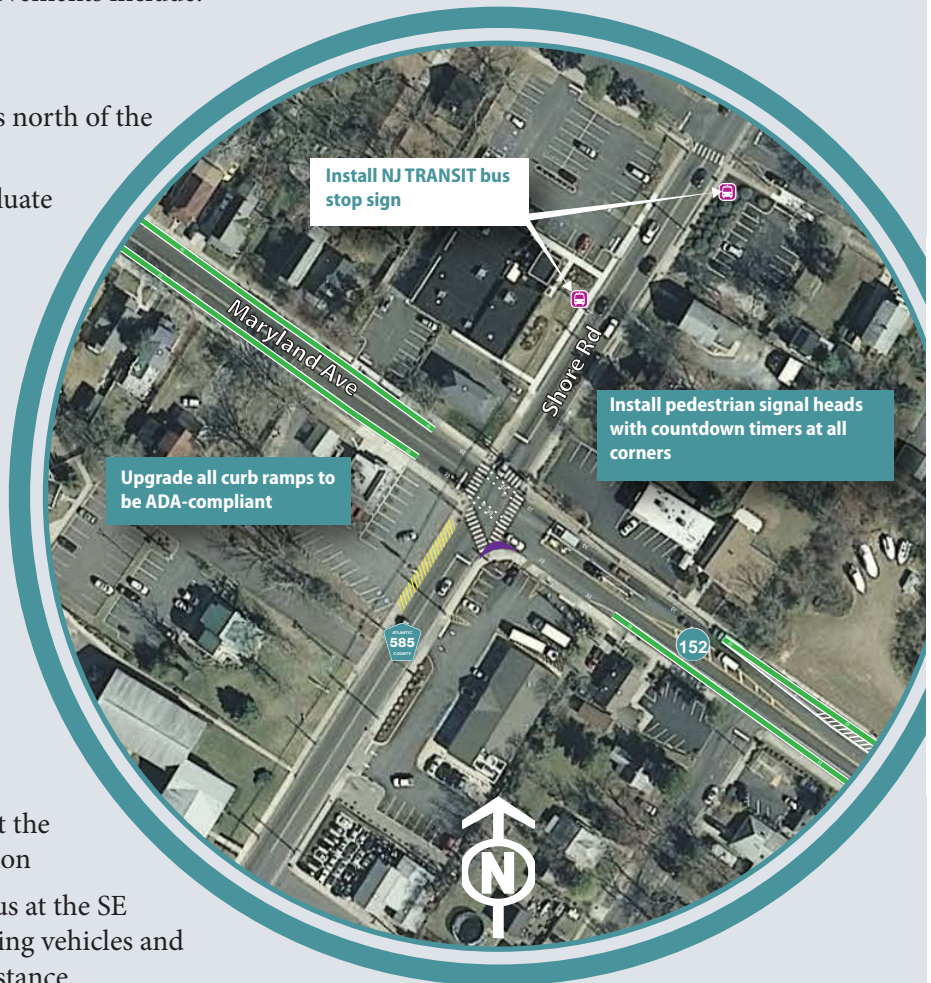 s north of the
luate
Install NJ TRANSIT bus
stop sign
Maryland Ave
Shore Rd
Install pedestrian signal heads
with countdown timers at all
corners
Upgrade all curb ramps to
be ADA-compliant
ATLANTIC
585
COUNTY
152
N
t the
on
us at the SE
ing vehicles and
stance